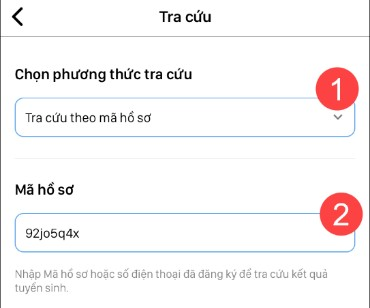 Tra cứu
Chọn phương thức tra cứu
1
Tra cứu theo mã hồ sơ
Mã hồ sơ
2
92jo5q4x
Nhập Mã hồ sơ hoặc số điện thoại đã đăng ký để tra cứu kết quả
tuyển sinh.